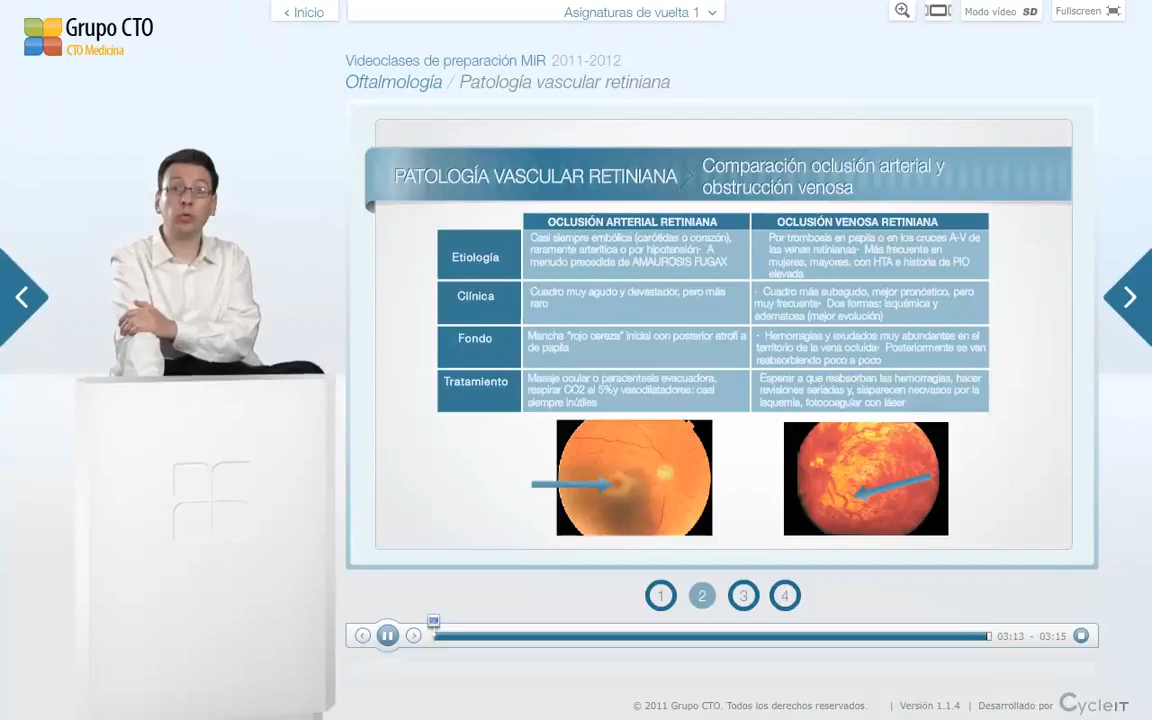 Grupo CTO
CTO Medicina
‹ Inicio
Asignaturas de vuelta 1
Modo vídeo SD
Fullscreen
Videoclases de preparación MIR 2011-2012
Oftalmología / Patología vascular retiniana
PATOLOGÍA VASCULAR RETINIANA
Comparación oclusión arterial y
obstrucción venosa
OCLUSIÓN ARTERIAL RETINIANA
OCLUSIÓN VENOSA RETINIANA
Etiología
Casi siempre embólica (carótidas o corazón),
raramente arterítica o por hipotensión· A
menudo precedida de AMAUROSIS FUGAX
Por trombosis en papila o en los cruces A-V de
las venas retinianas· Más frecuente en
mujeres, mayores, con HTA e historia de PIO
elevada
Clínica
Cuadro muy agudo y devastador, pero más
raro
· Cuadro más subagudo, mejor pronóstico, pero
muy frecuente· Dos formas: isquémica y
edematosa (mejor evolución)
Fondo
Mancha "rojo cereza" inicial con posterior atrofi a
de papila
· Hemorragias y exudados muy abundantes en el
territorio de la vena ocluida· Posteriormente se van
reabsorbiendo poco a poco
Tratamiento
Masaje ocular o paracentesis evacuadora,
respirar CO2 al 5%y vasodilatadores: casi
siempre inútiles
Esperar a que reabsorban las hemorragias, hacer
revisiones seriadas y, siaparecen neovasos por la
isquemia, fotocoagular con láser
1 2 3 4
03:13 - 03:15
© 2011 Grupo CTO. Todos los derechos reservados. | Versión 1.1.4 | Desarrollado por CycleIT